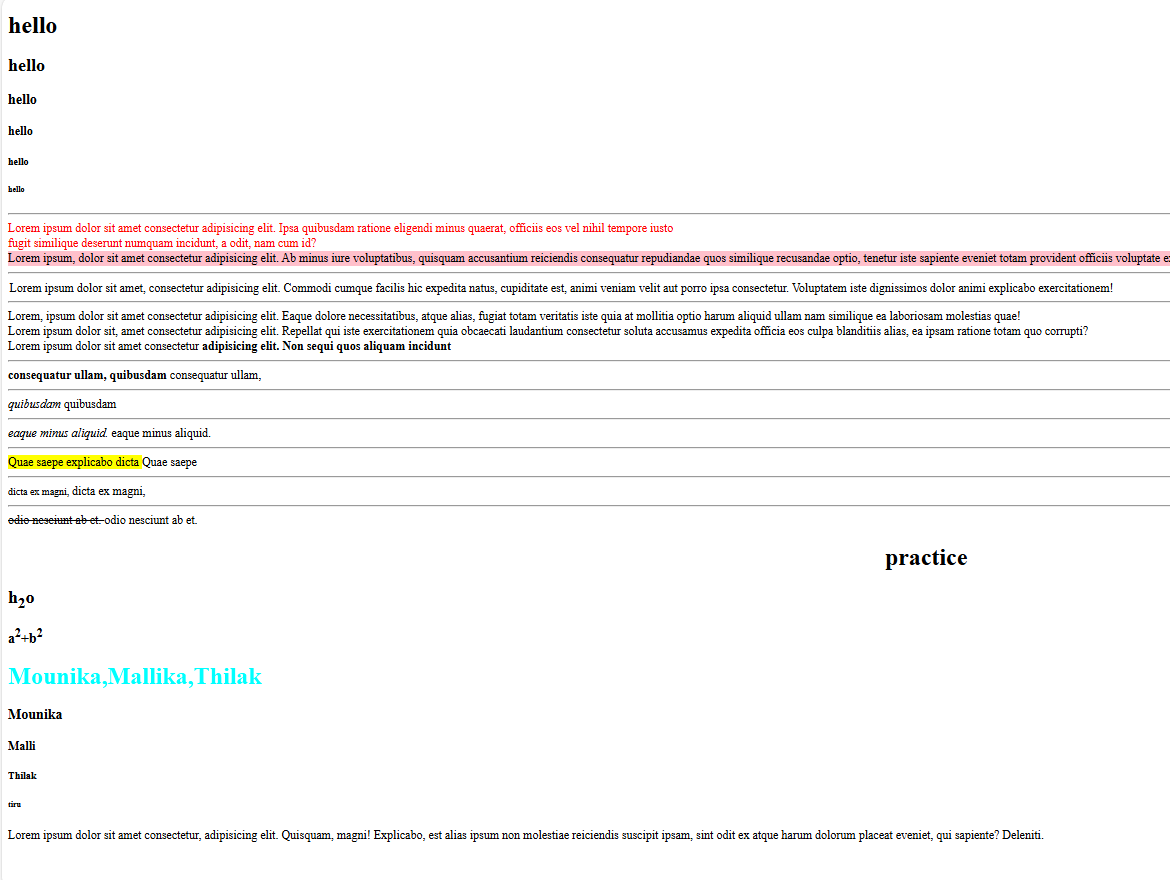 hello
hello
hello
hello
hello
hello
Lorem ipsum dolor sit amet consectetur adipisicing elit. Ipsa quibusdam ratione eligendi minus quaerat, officiis eos vel nihil tempore iusto
fugit similique deserunt numquam incidunt, a odit, nam cum id?
Lorem ipsum, dolor sit amet consectetur adipisicing elit. Ab minus iure voluptatibus, quisquam accusantium reiciendis consequatur repudiandae quos similique recusandae optio, tenetur iste sapiente eveniet totam provident officiis voluptate
Lorem ipsum dolor sit amet, consectetur adipisicing elit. Commodi cumque facilis hic expedita natus, cupiditate est, animi veniam velit aut porro ipsa consectetur. Voluptatem iste dignissimos dolor animi explicabo exercitationem!
Lorem, ipsum dolor sit amet consectetur adipisicing elit. Eaque dolore necessitatibus, atque alias, fugiat totam veritatis iste quia at mollitia optio harum aliquid ullam nam similique ea laboriosam molestias quae!
Lorem ipsum dolor sit, amet consectetur adipisicing elit. Repellat qui iste exercitationem quia obcaecati laudantium consectetur soluta accusamus expedita officia eos culpa blanditiis alias, ea ipsam ratione totam quo corrupti?
Lorem ipsum dolor sit amet consectetur adipisicing elit. Non sequi quos aliquam incidunt
consequatur ullam, quibusdam consequatur ullam,
quibusdam quibusdam
eaque minus aliquid. eaque minus aliquid.
Quae saepe explicabo dicta Quae saepe
dicta ex magni, dicta ex magni,
odio nesciunt ab et. odio nesciunt ab et.
practice
h₂o
a²+b²
Mounika,Mallika,Thilak
Mounika
Malli
Thilak
tiru
Lorem ipsum dolor sit amet consectetur, adipisicing elit. Quisquam, magni! Explicabo, est alias ipsum non molestiae reiciendis suscipit ipsam, sint odit ex atque harum dolorum placeat eveniet, qui sapiente? Deleniti.